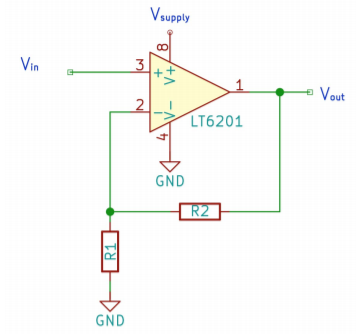 Vsupply
8
Vin
3
+
V+
1
Vout
2
−
V-
LT6201
4
GND
R2
R1
GND